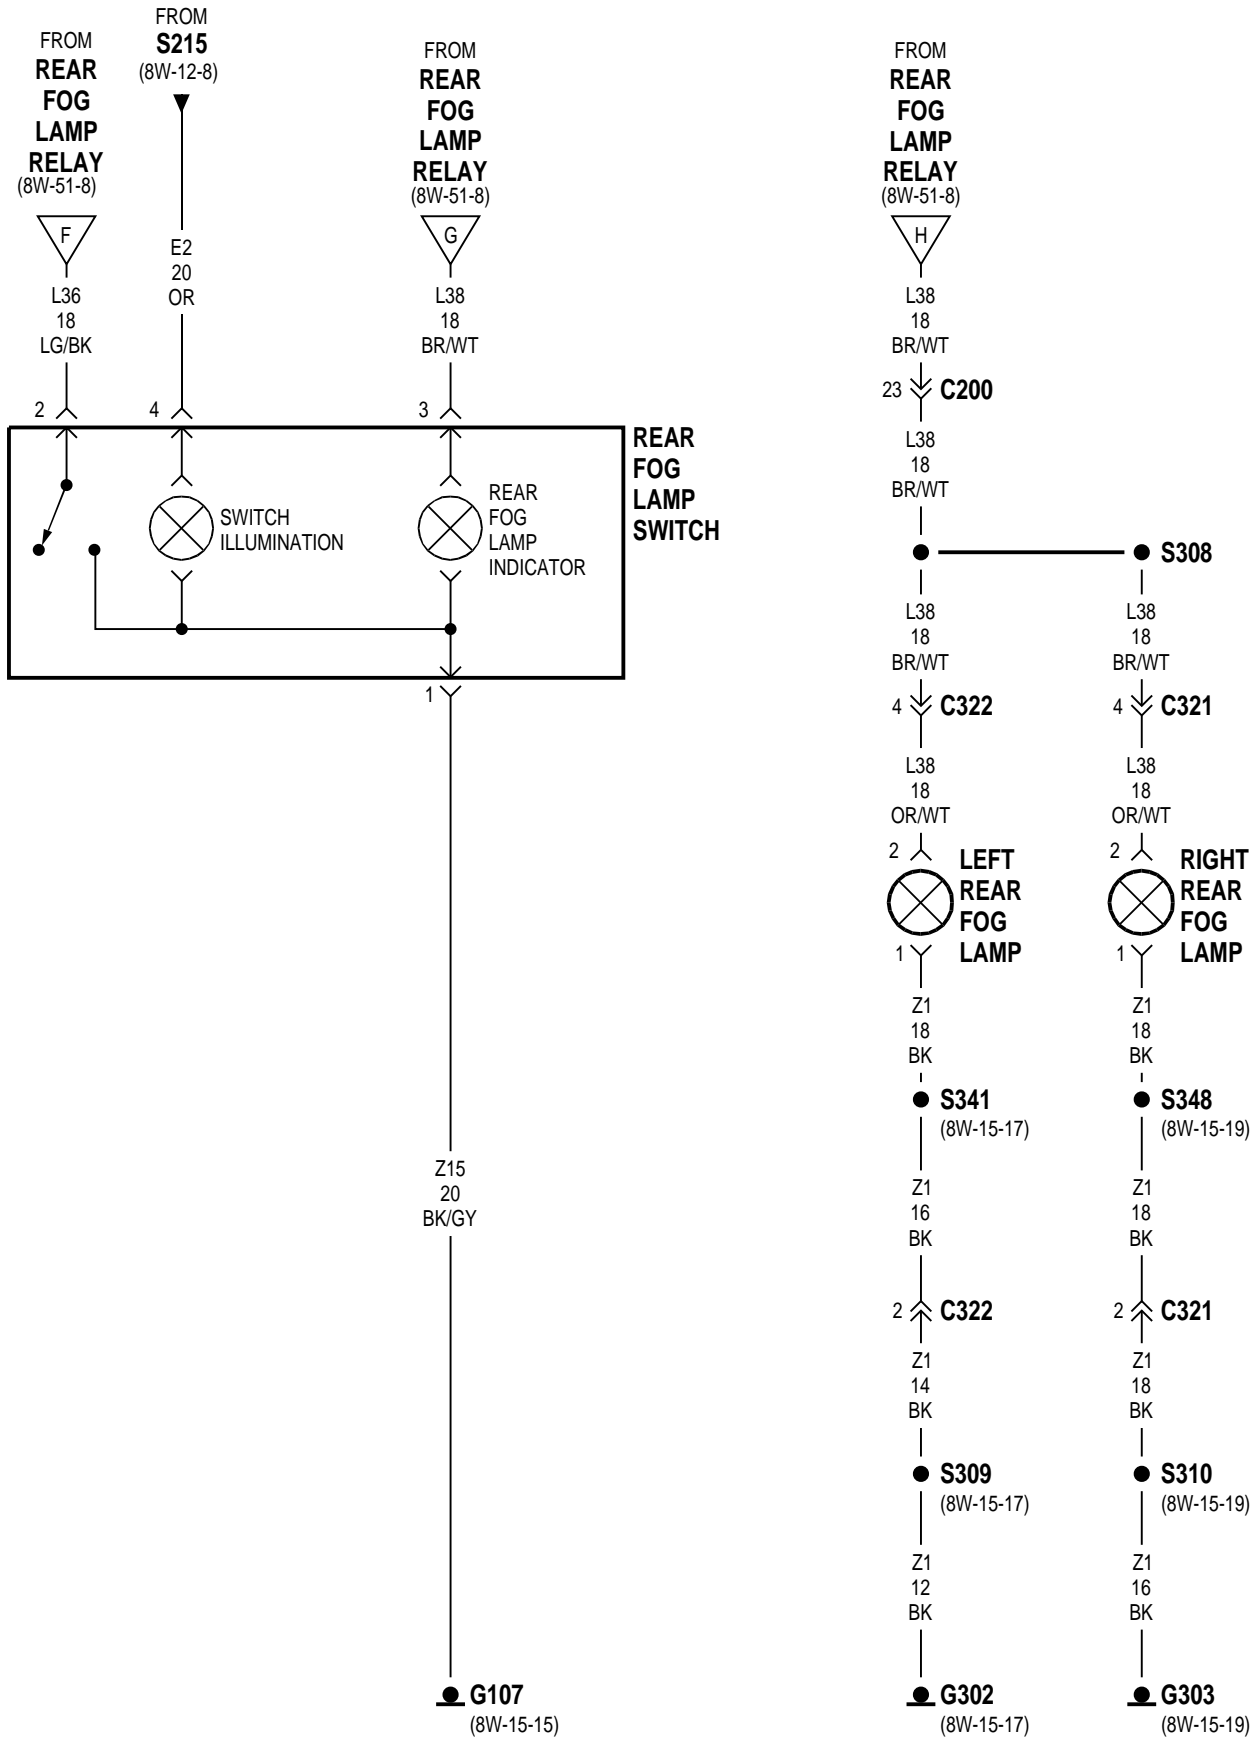 FROM
REAR
FOG
LAMP
RELAY
(8W-51-8)
F
L36
18
LG/BK
2
FROM
S215
(8W-12-8)
E2
20
OR
4
FROM
REAR
FOG
LAMP
RELAY
(8W-51-8)
G
L38
18
BR/WT
3
SWITCH
ILLUMINATION
REAR
FOG
LAMP
INDICATOR
REAR
FOG
LAMP
SWITCH
1
Z15
20
BK/GY
G107
(8W-15-15)
FROM
REAR
FOG
LAMP
RELAY
(8W-51-8)
H
L38
18
BR/WT
23 C200
L38
18
BR/WT
S308
L38
18
BR/WT
4 C322
L38
18
OR/WT
2
LEFT
REAR
FOG
LAMP
1
Z1
18
BK
S341
(8W-15-17)
Z1
16
BK
2 C322
Z1
14
BK
S309
(8W-15-17)
Z1
12
BK
G302
(8W-15-17)
L38
18
BR/WT
4 C321
L38
18
OR/WT
2
RIGHT
REAR
FOG
LAMP
1
Z1
18
BK
S348
(8W-15-19)
Z1
18
BK
2 C321
Z1
18
BK
S310
(8W-15-19)
Z1
16
BK
G303
(8W-15-19)